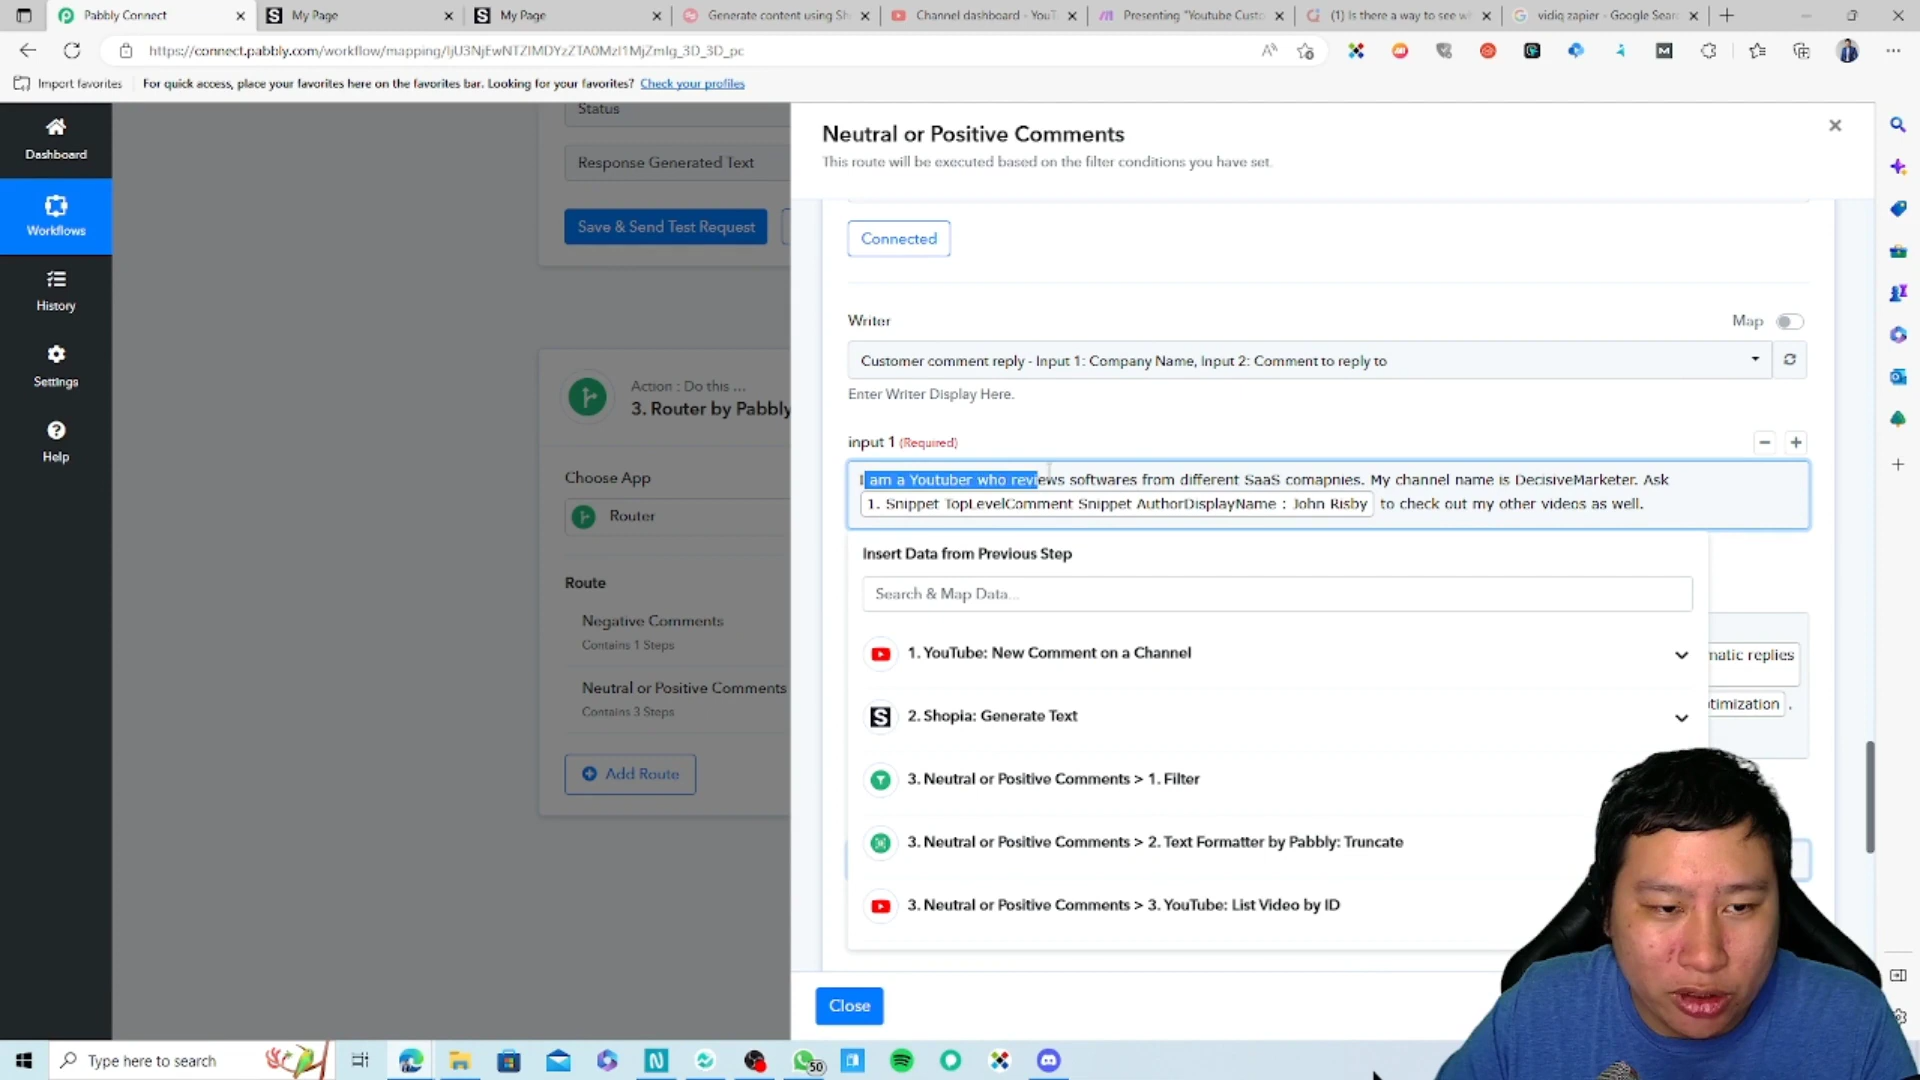 Pabbly Connect
My Page
My Page
Generate content using Sh
Channel dashboard - YouT
Presenting "Youtube Custo
(1) Is there a way to see w
vidiq zapier - Google Sear
https://connect.pabbly.com/workflow/mapping/
Import favorites
For quick access, place your favorites here on the favorites bar. Looking for your favorites? Check your profiles
Dashboard
Workflows
History
Settings
Help
Status
Response Generated Text
Save & Send Test Request
Action : Do this ...
3. Router by Pabbly
Choose App
Router
Route
Negative Comments
Contains 1 Steps
Neutral or Positive Comments
Contains 3 Steps
Add Route
Neutral or Positive Comments
This route will be executed based on the filter conditions you have set.
Connected
Writer
Map
Customer comment reply - Input 1: Company Name, Input 2: Comment to reply to
Enter Writer Display Here.
input 1 (Required)
I am a Youtuber who reviews softwares from different SaaS comapnies. My channel name is DecisiveMarketer. Ask
1. Snippet TopLevelComment Snippet AuthorDisplayName : John Risby to check out my other videos as well.
Insert Data from Previous Step
Search & Map Data...
1. YouTube: New Comment on a Channel
2. Shopia: Generate Text
3. Neutral or Positive Comments > 1. Filter
3. Neutral or Positive Comments > 2. Text Formatter by Pabbly: Truncate
3. Neutral or Positive Comments > 3. YouTube: List Video by ID
matic replies
timization .
Close
Type here to search
50